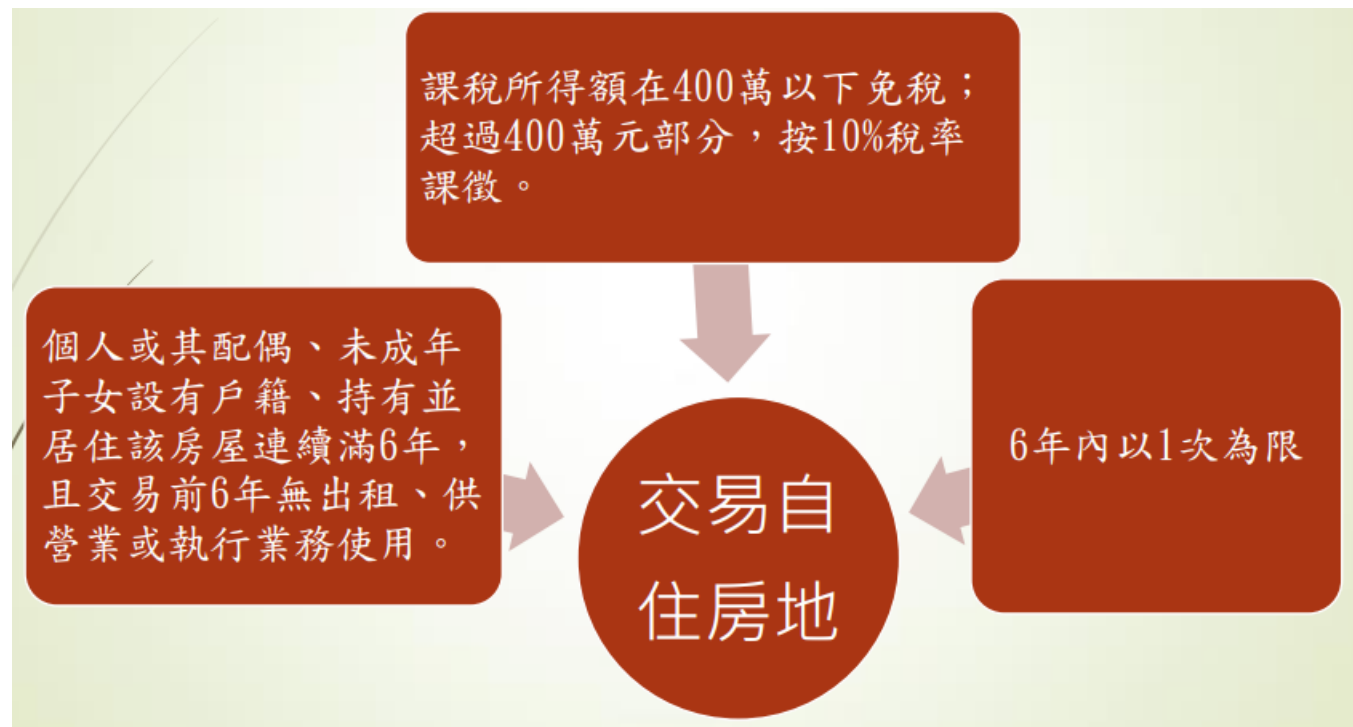 課稅所得額在400萬以下免稅；
超過400萬元部分，按10%稅率
課徵。
個人或其配偶、未成年
子女設有戶籍、持有並
居住該房屋連續滿6年，
且交易前6年無出租、供
營業或執行業務使用。
6年內以1次為限
交易自
住房地